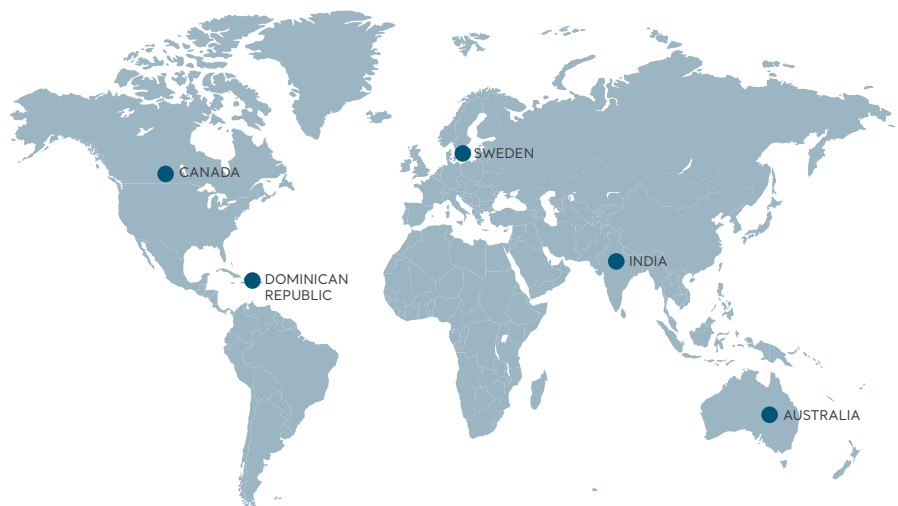 SWEDEN
CANADA
INDIA
DOMINICAN
REPUBLIC
AUSTRALIA